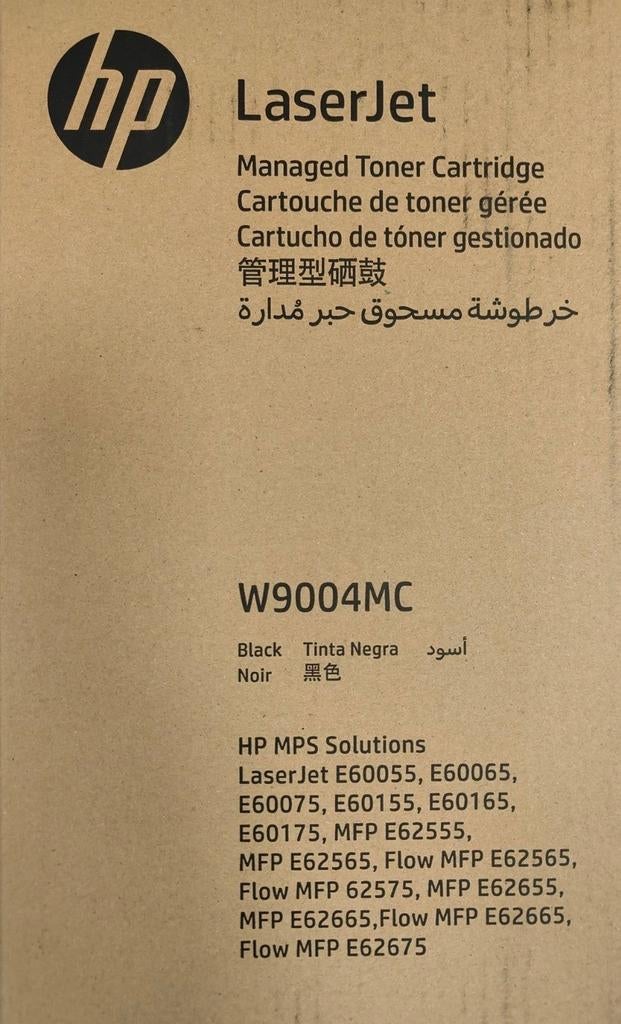 hp
LaserJet
Managed Toner Cartridge
Cartouche de toner gérée
Cartucho de tóner gestionado
管理型硒鼓
خرطوشة مسحوق حبر مُدارة
W9004MC
Black Tinta Negra أسود
Noir 黑色
HP MPS Solutions
LaserJet E60055, E60065,
E60075, E60155, E60165,
E60175, MFP E62555,
MFP E62565, Flow MFP E62565,
Flow MFP 62575, MFP E62655,
MFP E62665,Flow MFP E62665,
Flow MFP E62675